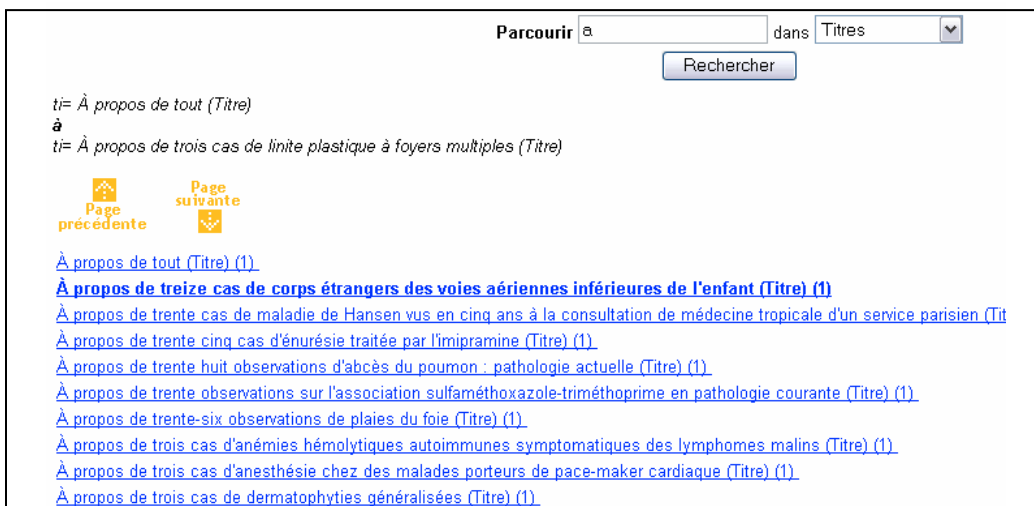 Parcourir a dans Titres
Rechercher
ti= À propos de tout (Titre)
à
ti= À propos de trois cas de linite plastique à foyers multiples (Titre)
Page précédente
Page suivante
À propos de tout (Titre) (1)
À propos de treize cas de corps étrangers des voies aériennes inférieures de l'enfant (Titre) (1)
À propos de trente cas de maladie de Hansen vus en cinq ans à la consultation de médecine tropicale d'un service parisien (Tit
À propos de trente cinq cas d'énurésie traitée par l'imipramine (Titre) (1)
À propos de trente huit observations d'abcès du poumon : pathologie actuelle (Titre) (1)
À propos de trente observations sur l'association sulfaméthoxazole-triméthoprime en pathologie courante (Titre) (1)
À propos de trente-six observations de plaies du foie (Titre) (1)
À propos de trois cas d'anémies hémolytiques autoimmunes symptomatiques des lymphomes malins (Titre) (1)
À propos de trois cas d'anesthésie chez des malades porteurs de pace-maker cardiaque (Titre) (1)
À propos de trois cas de dermatophyties généralisées (Titre) (1)